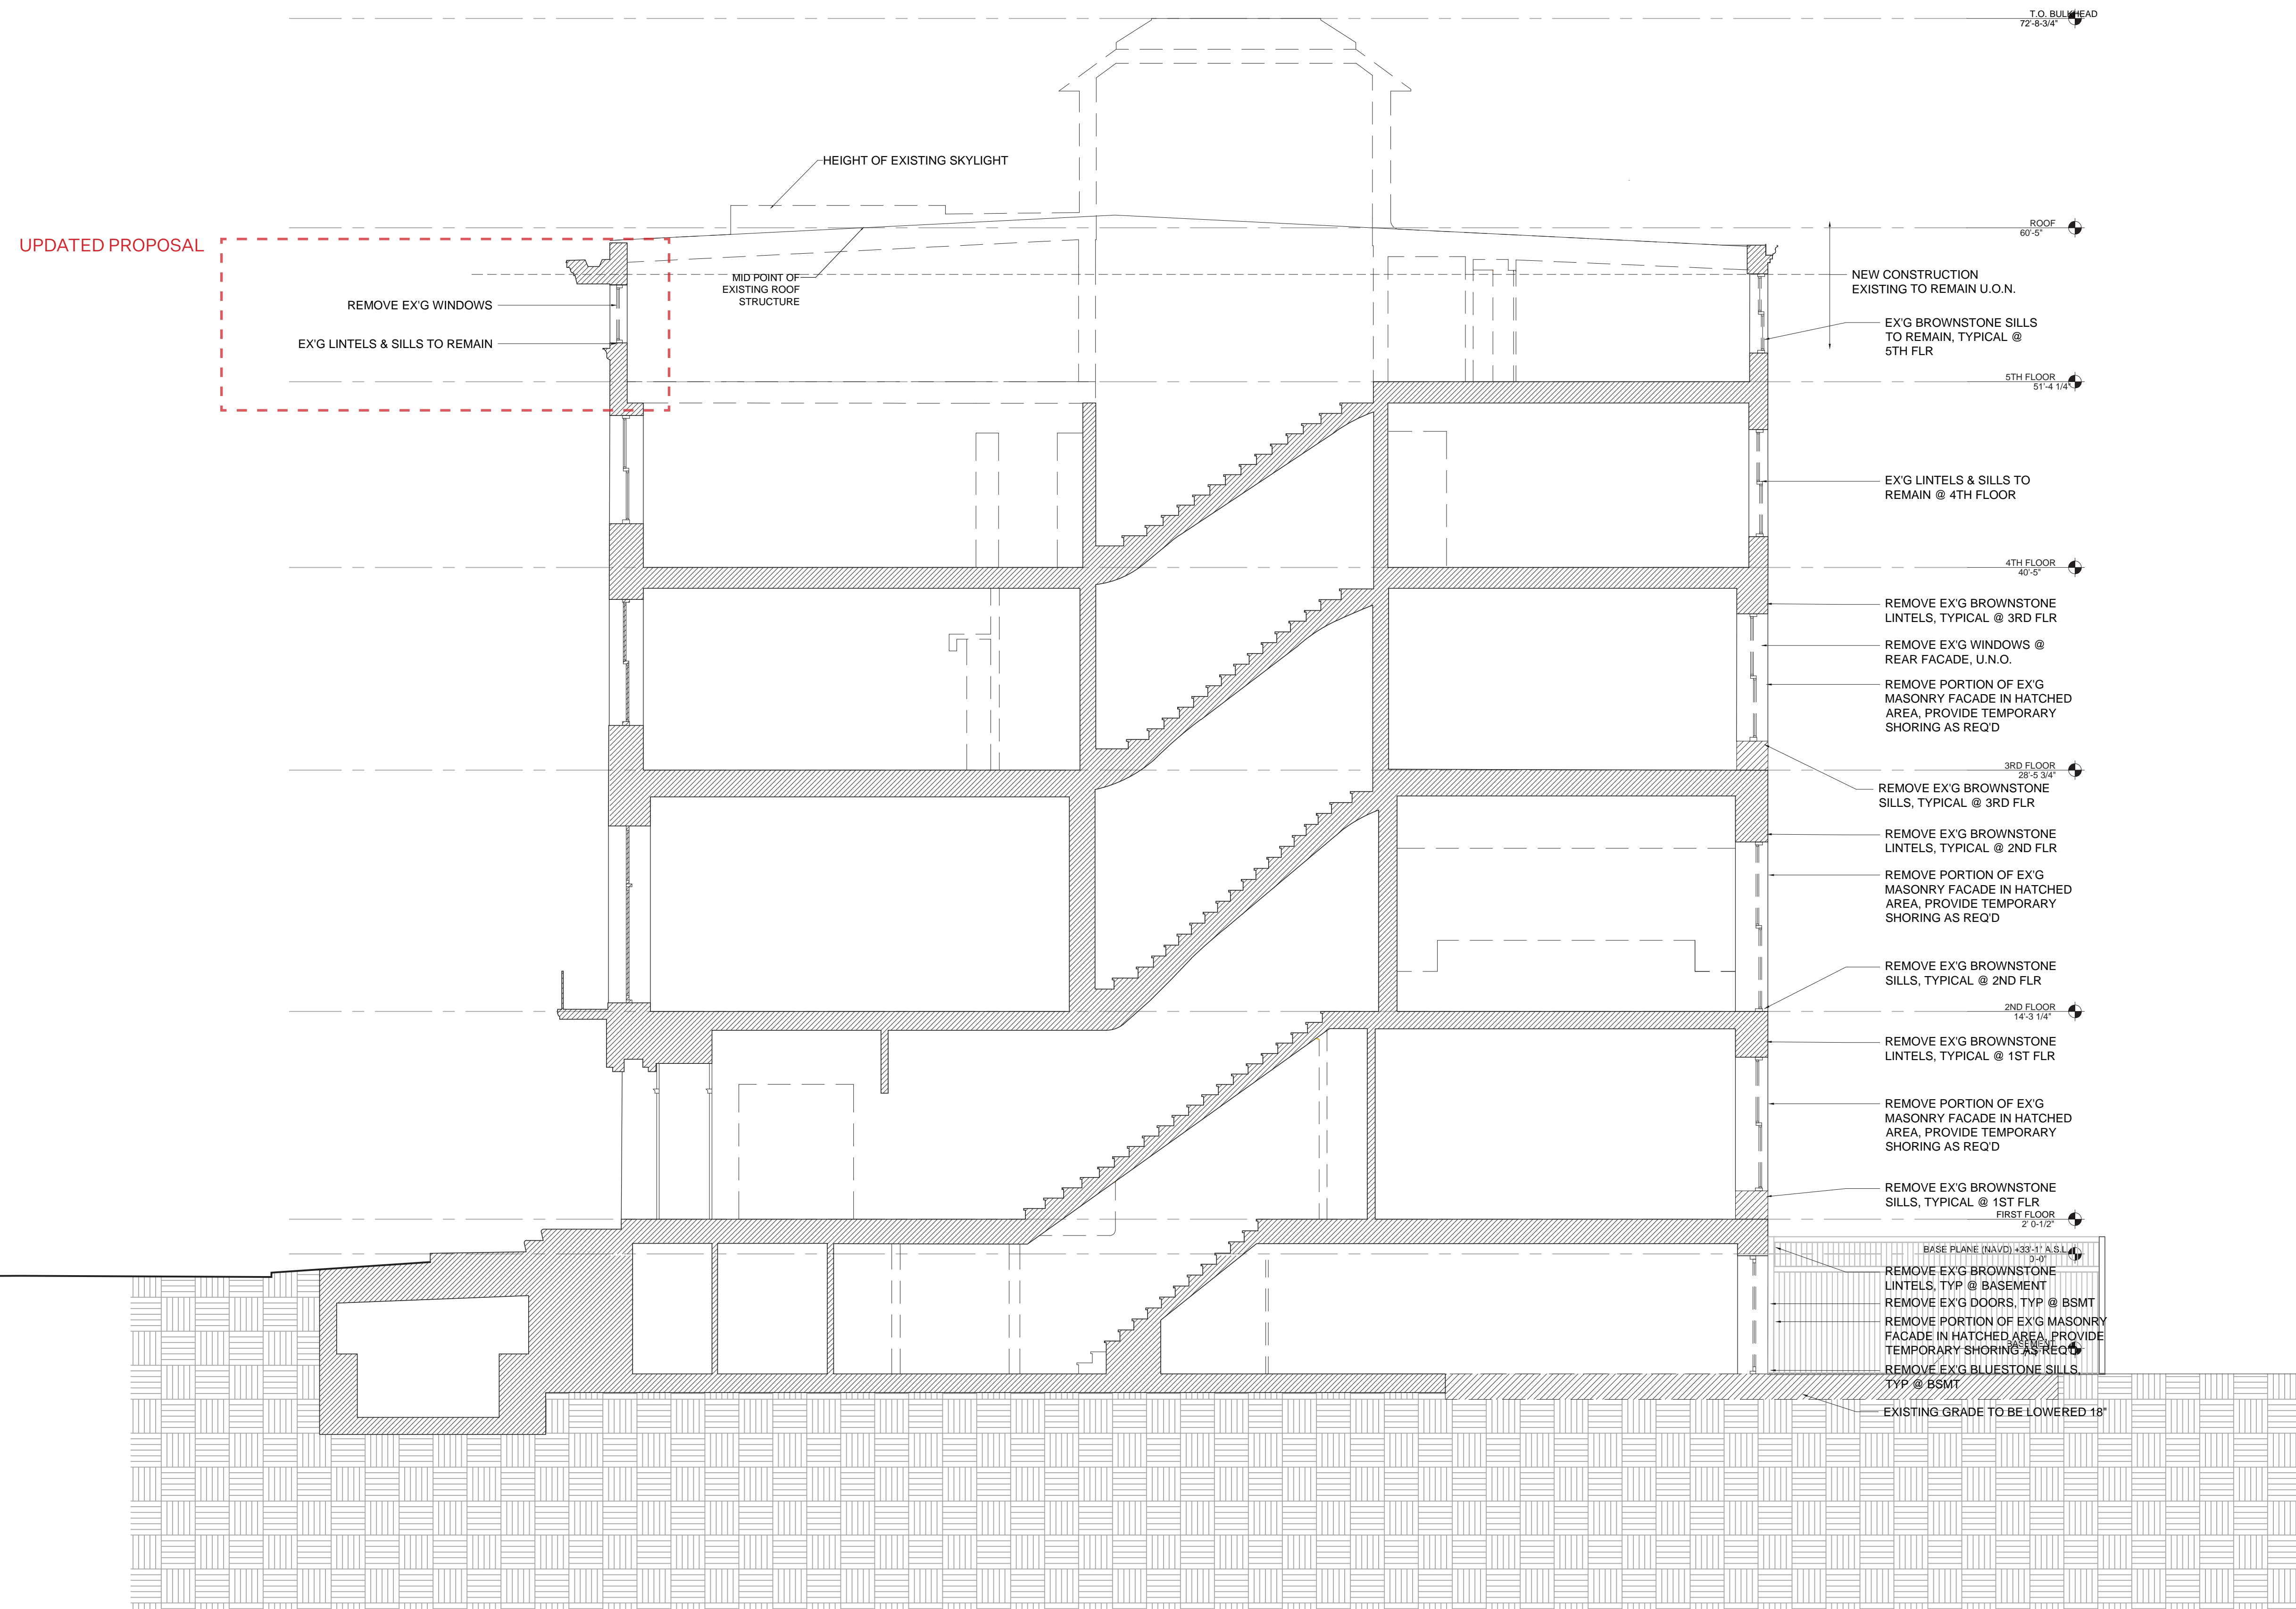 T.O. BULKHEAD
72'-8-3/4"
HEIGHT OF EXISTING SKYLIGHT
ROOF
60'-5"
UPDATED PROPOSAL
MID POINT OF
EXISTING ROOF
STRUCTURE
NEW CONSTRUCTION
EXISTING TO REMAIN U.O.N.
REMOVE EX'G WINDOWS
EX'G LINTELS & SILLS TO REMAIN
EX'G BROWNSTONE SILLS
TO REMAIN, TYPICAL @
5TH FLR
5TH FLOOR
51'-4 1/4"
EX'G LINTELS & SILLS TO
REMAIN @ 4TH FLOOR
4TH FLOOR
40'-5"
REMOVE EX'G BROWNSTONE
LINTELS, TYPICAL @ 3RD FLR
REMOVE EX'G WINDOWS @
REAR FACADE, U.N.O.
REMOVE PORTION OF EX'G
MASONRY FACADE IN HATCHED
AREA, PROVIDE TEMPORARY
SHORING AS REQ'D
3RD FLOOR
28'-5 3/4"
REMOVE EX'G BROWNSTONE
SILLS, TYPICAL @ 3RD FLR
REMOVE EX'G BROWNSTONE
LINTELS, TYPICAL @ 2ND FLR
REMOVE PORTION OF EX'G
MASONRY FACADE IN HATCHED
AREA, PROVIDE TEMPORARY
SHORING AS REQ'D
REMOVE EX'G BROWNSTONE
SILLS, TYPICAL @ 2ND FLR
2ND FLOOR
14'-3 1/4"
REMOVE EX'G BROWNSTONE
LINTELS, TYPICAL @ 1ST FLR
REMOVE PORTION OF EX'G
MASONRY FACADE IN HATCHED
AREA, PROVIDE TEMPORARY
SHORING AS REQ'D
REMOVE EX'G BROWNSTONE
SILLS, TYPICAL @ 1ST FLR
FIRST FLOOR
2' 0-1/2"
BASE PLANE (NAVD) +33'-1" A.S.L.
0'-0"
REMOVE EX'G BROWNSTONE
LINTELS, TYP @ BASEMENT
REMOVE EX'G DOORS, TYP @ BSMT
REMOVE PORTION OF EX'G MASONRY
FACADE IN HATCHED AREA, PROVIDE
BASEMENT
TEMPORARY SHORING AS REQ'D
REMOVE EX'G BLUESTONE SILLS,
TYP @ BSMT
EXISTING GRADE TO BE LOWERED 18"